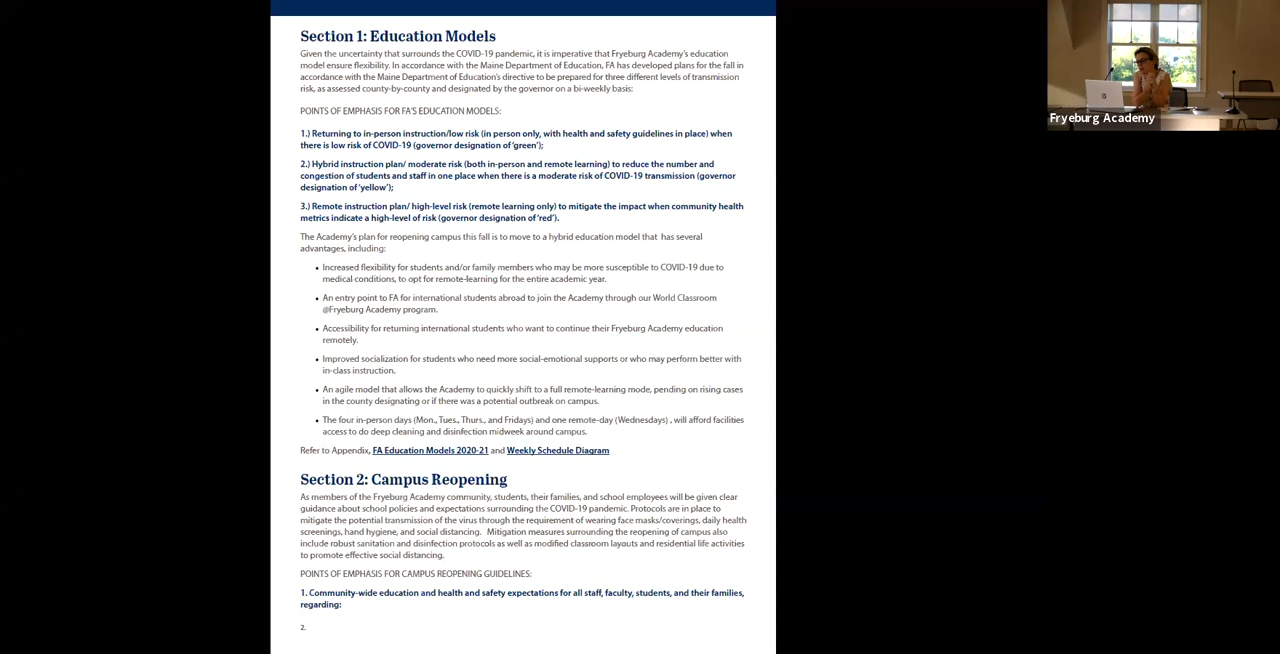 Section 1: Education Models
Given the uncertainty that surrounds the COVID-19 pandemic, it is imperative that Fryeburg Academy's education
model ensure flexibility. In accordance with the Maine Department of Education, FA has developed plans for the fall in
accordance with the Maine Department of Education's directive to be prepared for three different levels of transmission
risk, as assessed county-by-county and designated by the governor on a bi-weekly basis:
POINTS OF EMPHASIS FOR FA'S EDUCATION MODELS:
1.) Returning to in-person instruction/low risk (in person only, with health and safety guidelines in place) when
there is low risk of COVID-19 (governor designation of 'green');
2.) Hybrid instruction plan/ moderate risk (both in-person and remote learning) to reduce the number and
congestion of students and staff in one place when there is a moderate risk of COVID-19 transmission (governor
designation of 'yellow');
3.) Remote instruction plan/ high-level risk (remote learning only) to mitigate the impact when community health
metrics indicate a high-level of risk (governor designation of 'red').
The Academy's plan for reopening campus this fall is to move to a hybrid education model that has several
advantages, including:
• Increased flexibility for students and/or family members who may be more susceptible to COVID-19 due to
medical conditions, to opt for remote-learning for the entire academic year.
• An entry point to FA for international students abroad to join the Academy through our World Classroom
@Fryeburg Academy program.
• Accessibility for returning international students who want to continue their Fryeburg Academy education
remotely.
• Improved socialization for students who need more social-emotional supports or who may perform better with
in-class instruction.
• An agile model that allows the Academy to quickly shift to a full remote-learning mode, pending on rising cases
in the county designating or if there was a potential outbreak on campus.
• The four in-person days (Mon., Tues., Thurs., and Fridays) and one remote-day (Wednesdays) , will afford facilities
access to do deep cleaning and disinfection midweek around campus.
Refer to Appendix, FA Education Models 2020-21 and Weekly Schedule Diagram
Section 2: Campus Reopening
As members of the Fryeburg Academy community, students, their families, and school employees will be given clear
guidance about school policies and expectations surrounding the COVID-19 pandemic. Protocols are in place to
mitigate the potential transmission of the virus through the requirement of wearing face masks/coverings, daily health
screenings, hand hygiene, and social distancing. Mitigation measures surrounding the reopening of campus also
include robust sanitation and disinfection protocols as well as modified classroom layouts and residential life activities
to promote effective social distancing.
POINTS OF EMPHASIS FOR CAMPUS REOPENING GUIDELINES:
1. Community-wide education and health and safety expectations for all staff, faculty, students, and their families,
regarding:
2.
Fryeburg Academy